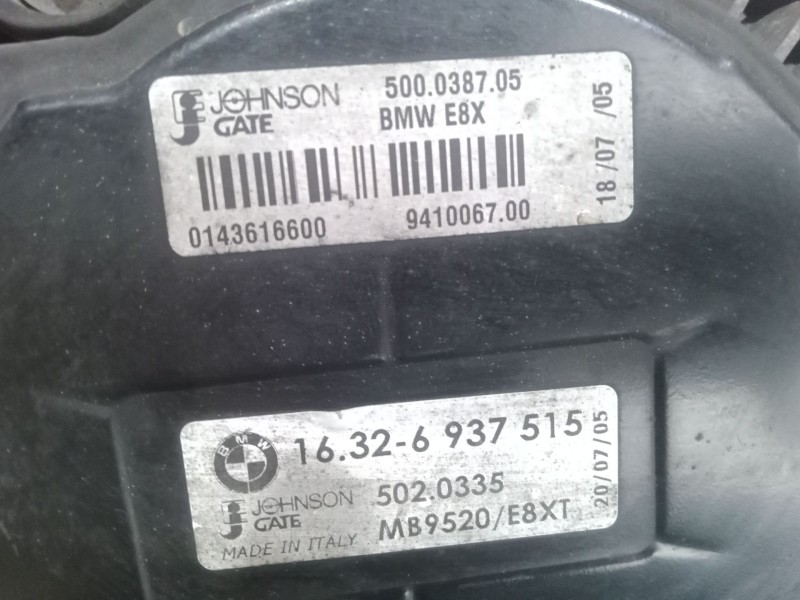 JOHNSON 500.0387.05
GATE BMW E8X
18/07 /05
0143616600 9410067.00
BMW 16.32-6 937 515
JOHNSON 502.0335
GATE MB9520/E8XT
MADE IN ITALY
20/07/05